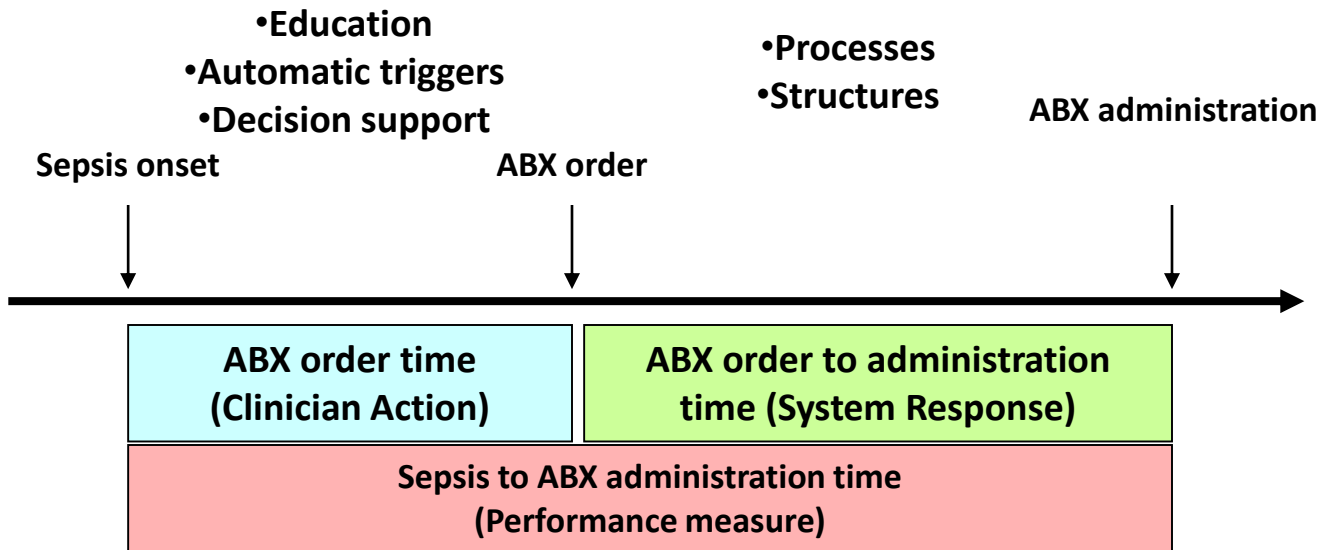 •Education
•Automatic triggers
•Decision support
•Processes
•Structures
ABX administration
Sepsis onset
ABX order
ABX order time
(Clinician Action)
ABX order to administration
time (System Response)
Sepsis to ABX administration time
(Performance measure)